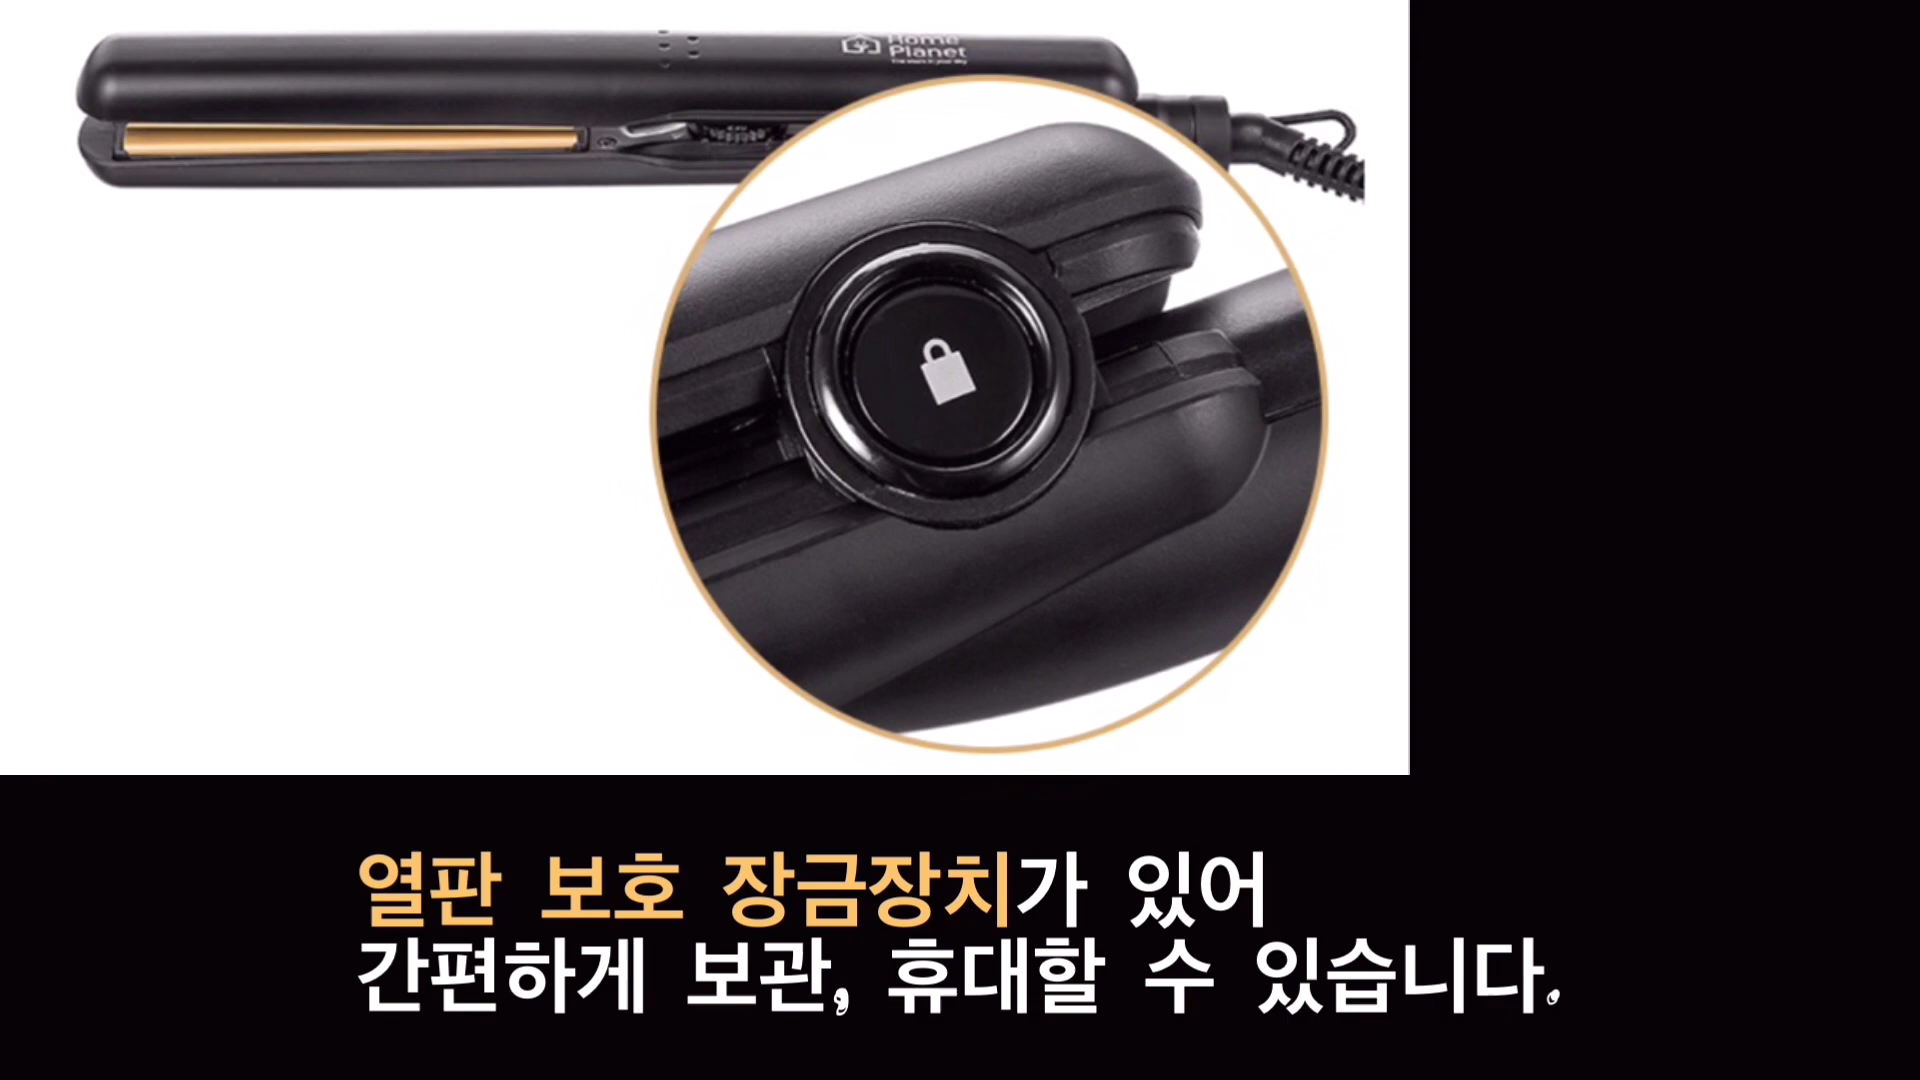 Home
Planet
열판 보호 장금장치가 있어
간편하게 보관, 휴대할 수 있습니다.